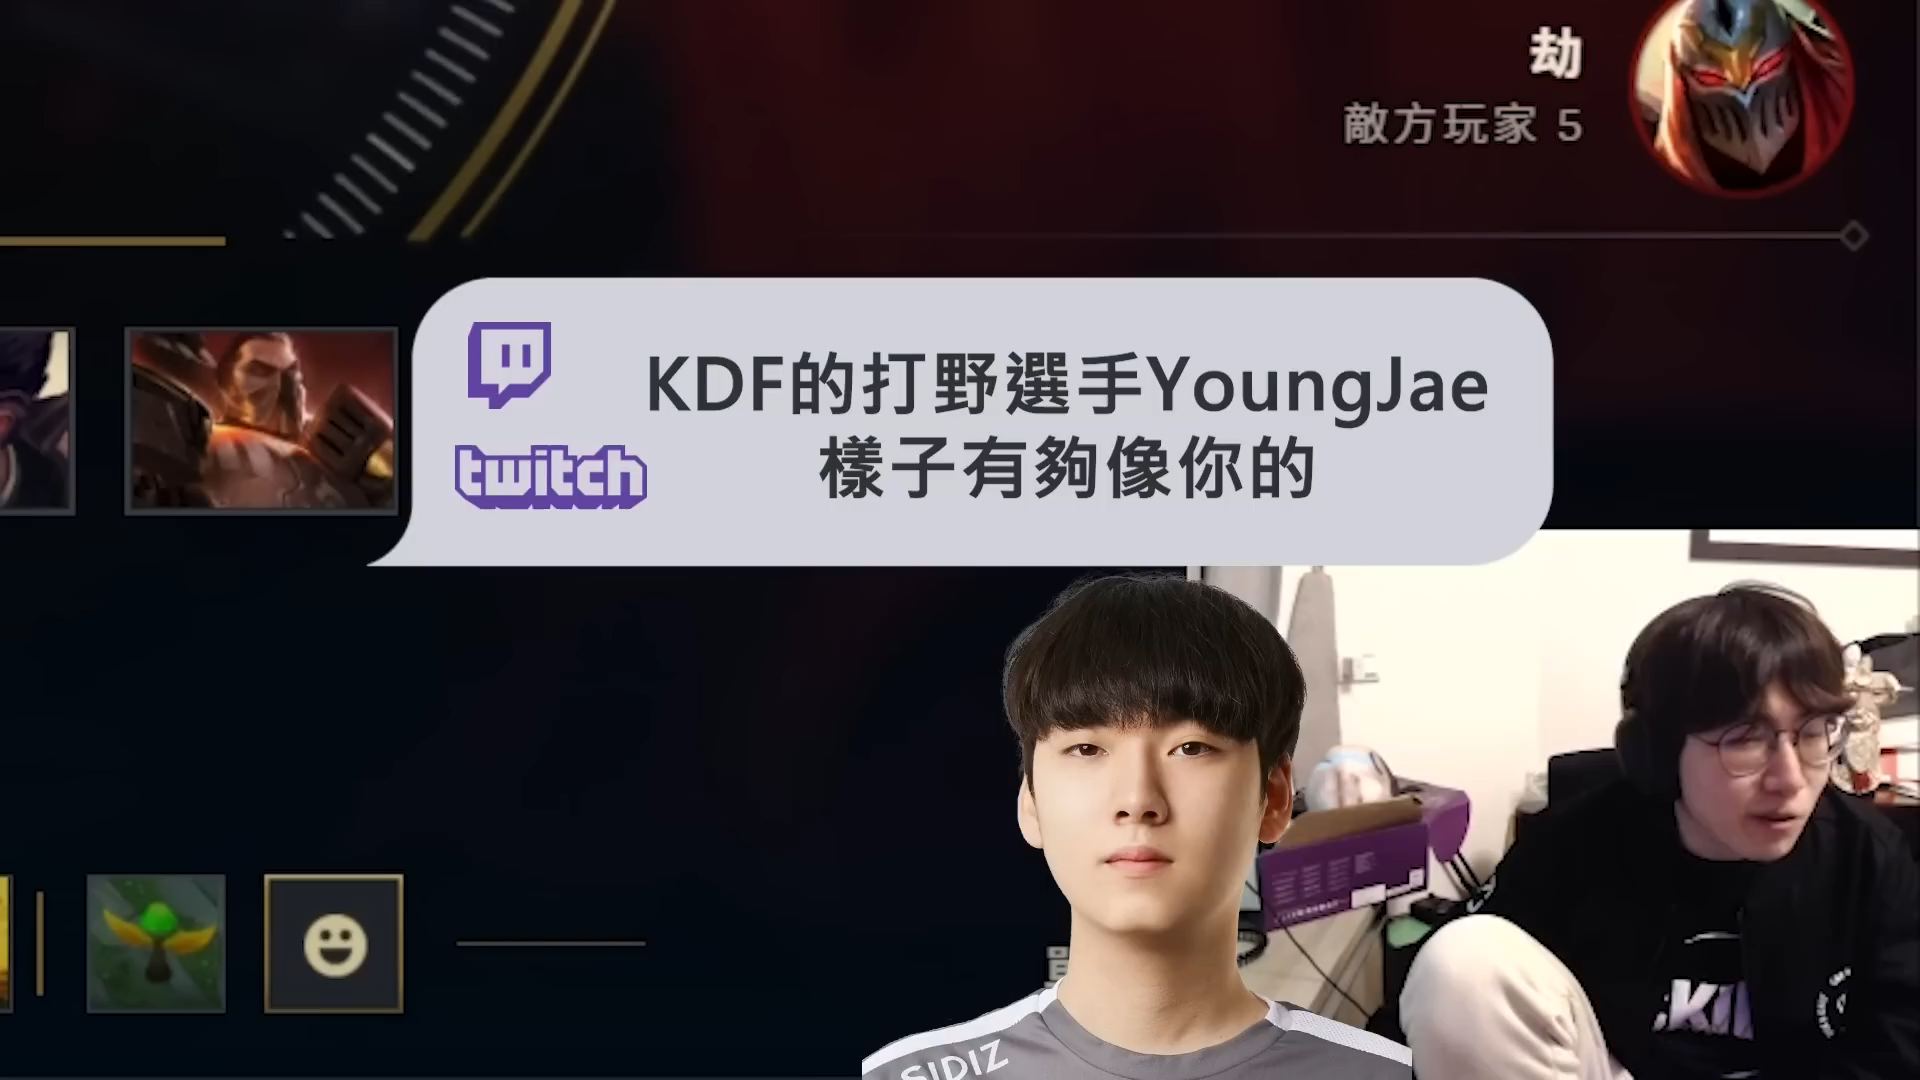 劫
敵方玩家 5
KDF的打野選手YoungJae
樣子有夠像你的
twitch
SIDIZ